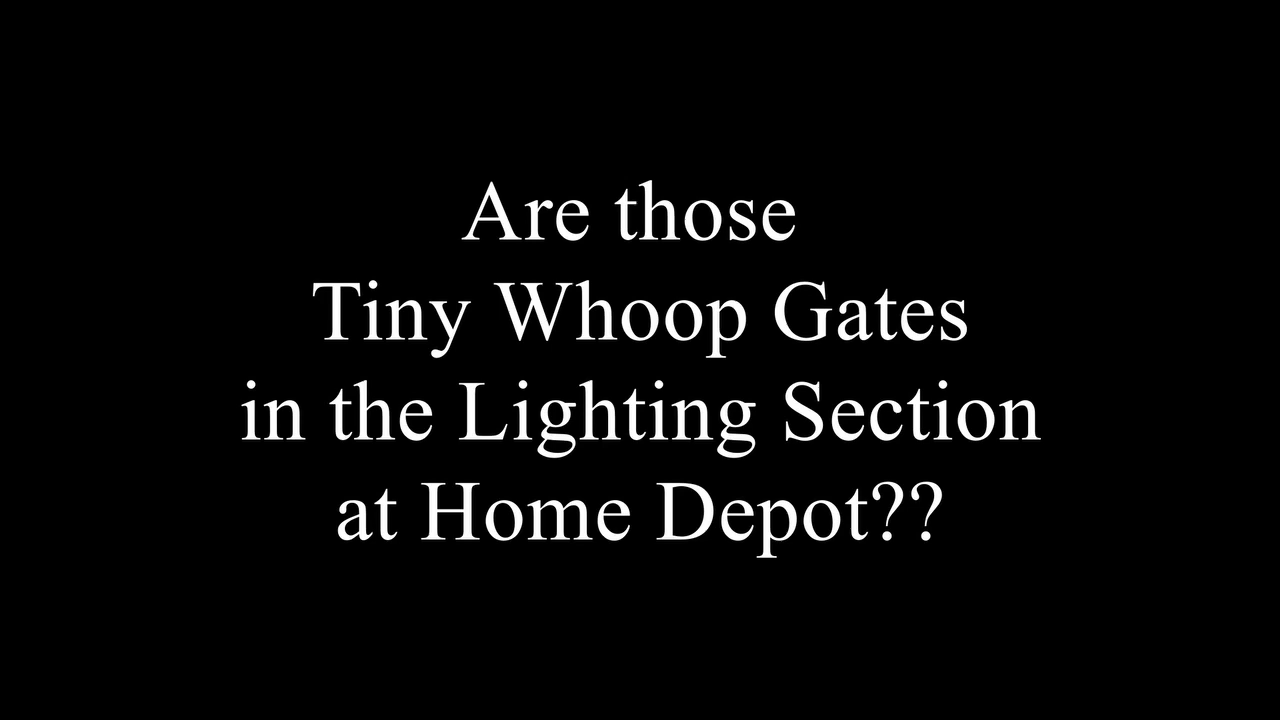 Are those
Tiny Whoop Gates
in the Lighting Section
at Home Depot??